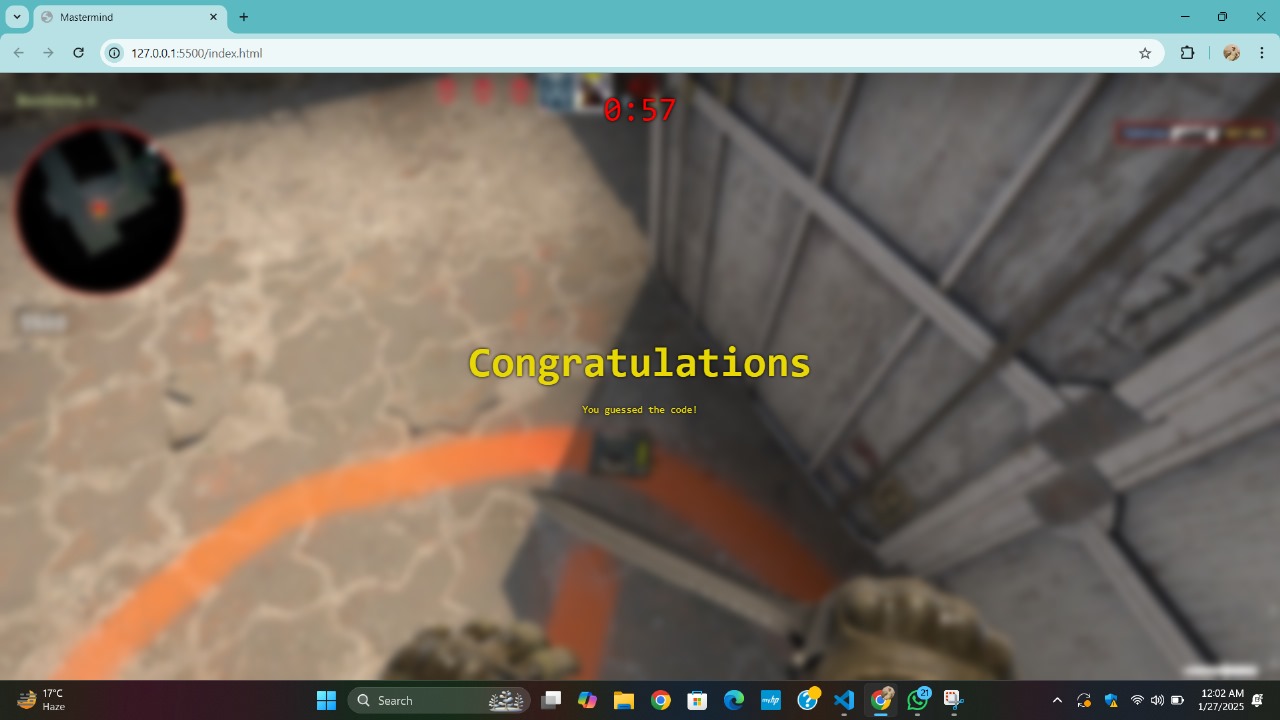 Mastermind
127.0.0.1:5500/index.html
0:57
Congratulations
You guessed the code!
17°C
Haze
Search
21
12:02 AM
1/27/2025